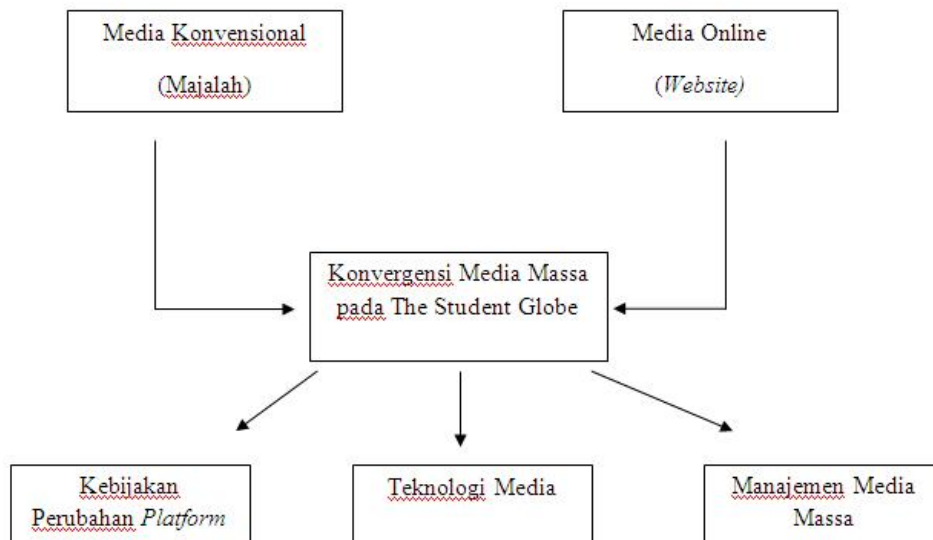 Media Konvensional
(Majalah)
Media Online
(Website)
Konvergensi Media Massa
pada The Student Globe
Kebijakan
Perubahan Platform
Teknologi Media
Manajemen Media
Massa